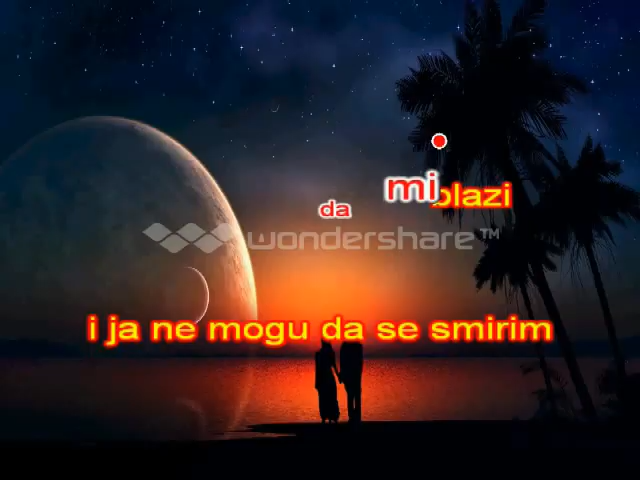 da mi blazi
wondershare™
i ja ne mogu da se smirim